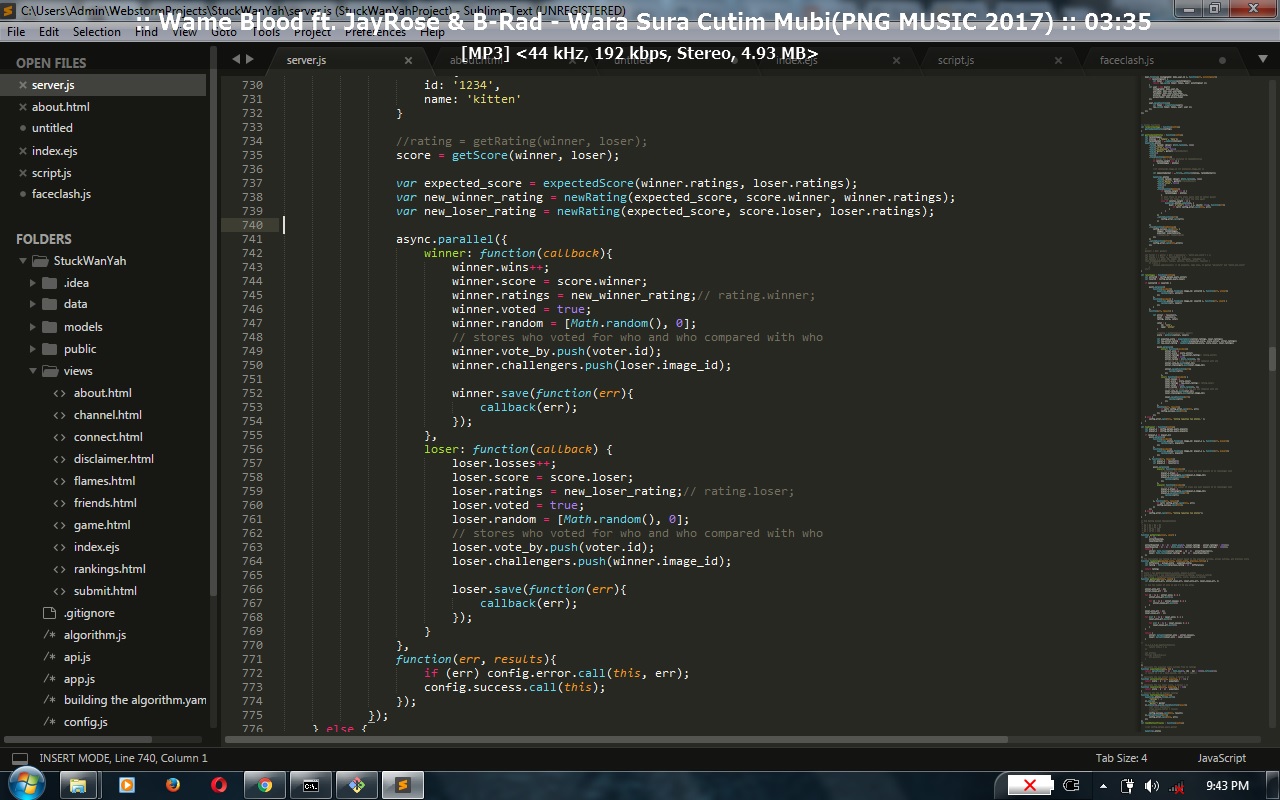 C:\Users\Admin\WebstormProjects\StuckWanYah\server.js (StuckWanYahProject) - Sublime Text (UNREGISTERED)
:: Wame Blood ft. JayRose & B-Rad - Wara Sura Cutim Mubi(PNG MUSIC 2017) :: 03:35
[MP3] <44 kHz, 192 kbps, Stereo, 4.93 MB>
File Edit Selection Find View Goto Tools Project Preferences Help
OPEN FILES
server.js
about.html
untitled
index.ejs
script.js
faceclash.js
FOLDERS
StuckWanYah
.idea
data
models
public
views
about.html
channel.html
connect.html
disclaimer.html
flames.html
friends.html
game.html
index.ejs
rankings.html
submit.html
.gitignore
algorithm.js
api.js
app.js
building the algorithm.yam
config.js
server.js about.html untitled index.ejs script.js faceclash.js
730 id: '1234',
731 name: 'kitten'
732 }
733
734 //rating = getRating(winner, loser);
735 score = getScore(winner, loser);
736
737 var expected_score = expectedScore(winner.ratings, loser.ratings);
738 var new_winner_rating = newRating(expected_score, score.winner, winner.ratings);
739 var new_loser_rating = newRating(expected_score, score.loser, loser.ratings);
740
741 async.parallel({
742 winner: function(callback){
743 winner.wins++;
744 winner.score = score.winner;
745 winner.ratings = new_winner_rating;// rating.winner;
746 winner.voted = true;
747 winner.random = [Math.random(), 0];
748 // stores who voted for who and who compared with who
749 winner.vote_by.push(voter.id);
750 winner.challengers.push(loser.image_id);
751
752 winner.save(function(err){
753 callback(err);
754 });
755 },
756 loser: function(callback) {
757 loser.losses++;
758 loser.score = score.loser;
759 loser.ratings = new_loser_rating;// rating.loser;
760 loser.voted = true;
761 loser.random = [Math.random(), 0];
762 // stores who voted for who and who compared with who
763 loser.vote_by.push(voter.id);
764 loser.challengers.push(winner.image_id);
765
766 loser.save(function(err){
767 callback(err);
768 });
769 }
770 },
771 function(err, results){
772 if (err) config.error.call(this, err);
773 config.success.call(this);
774 });
775 });
776 } else {
INSERT MODE, Line 740, Column 1
Tab Size: 4
JavaScript
9:43 PM